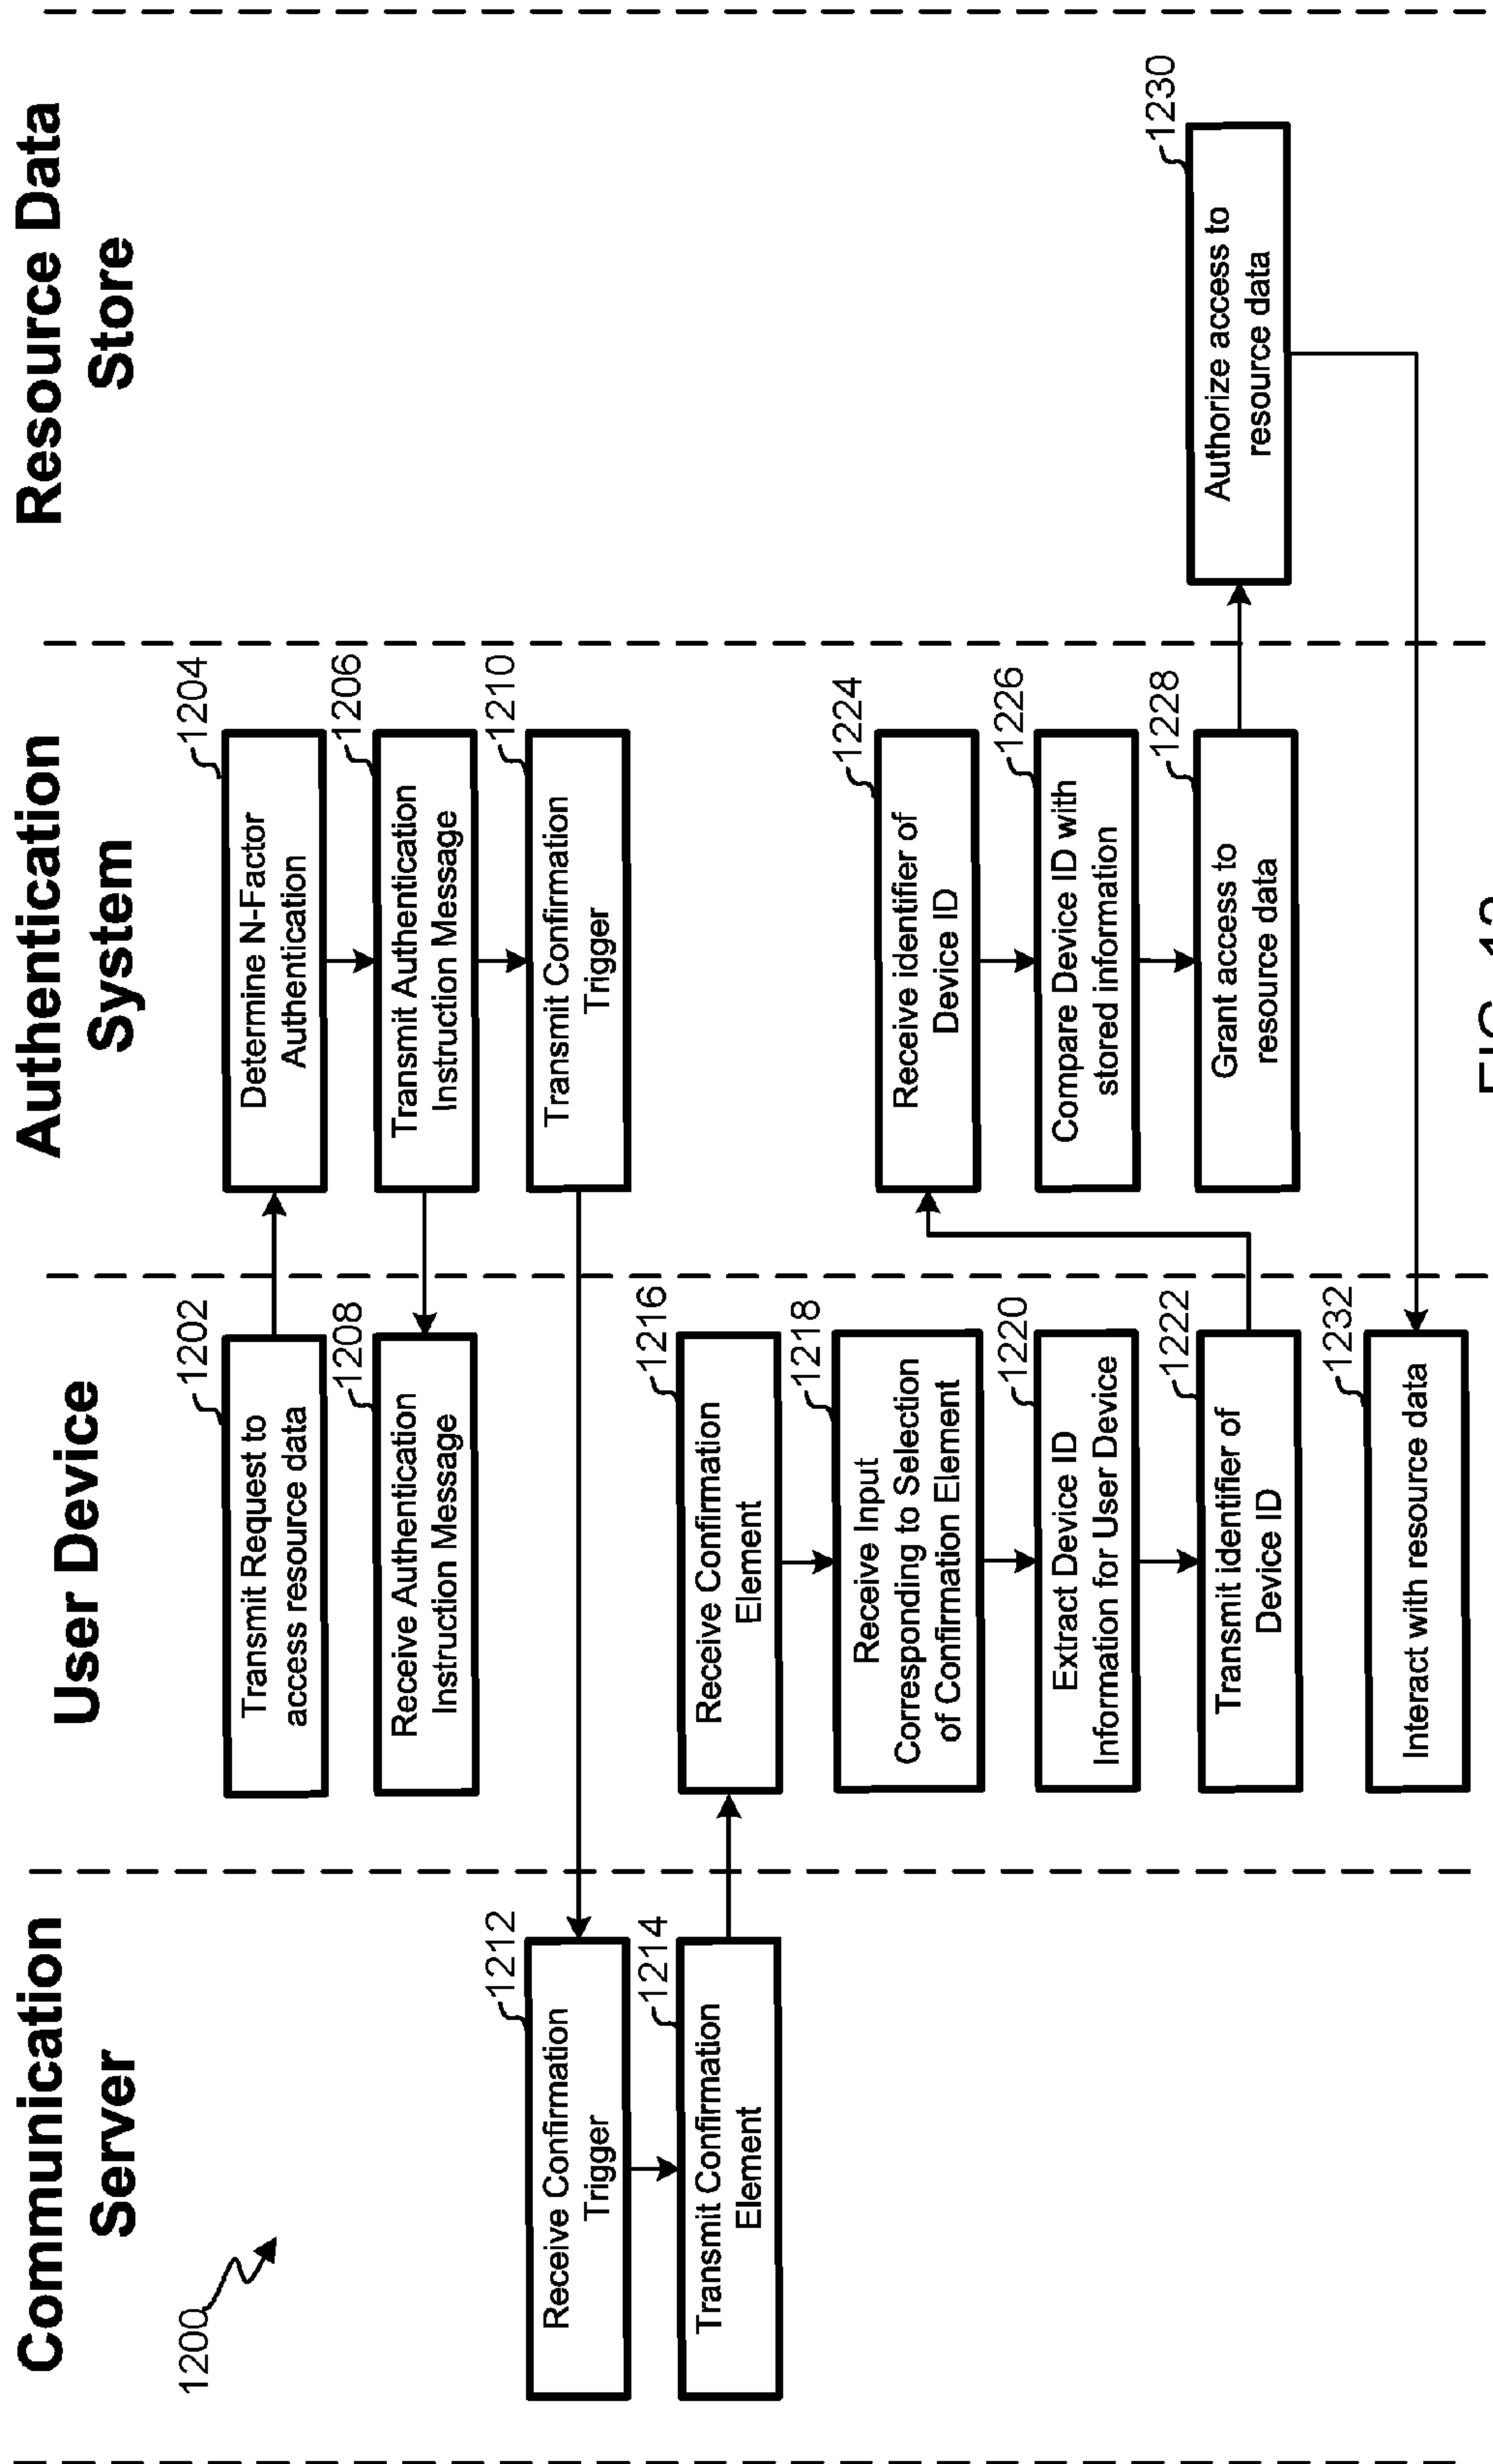 Communication
Server
User Device
Authentication
System
Resource Data
Store
1200
1202
Transmit Request to
access resource data
1204
Determine N-Factor
Authentication
1206
Transmit Authentication
Instruction Message
1208
Receive Authentication
Instruction Message
1210
Transmit Confirmation
Trigger
1212
Receive Confirmation
Trigger
1214
Transmit Confirmation
Element
1216
Receive Confirmation
Element
1218
Receive Input
Corresponding to Selection
of Confirmation Element
1220
Extract Device ID
Information for User Device
1222
Transmit identifier of
Device ID
1224
Receive identifier of
Device ID
1226
Compare Device ID with
stored information
1228
Grant access to
resource data
1230
Authorize access to
resource data
1232
Interact with resource data
FIG. 12